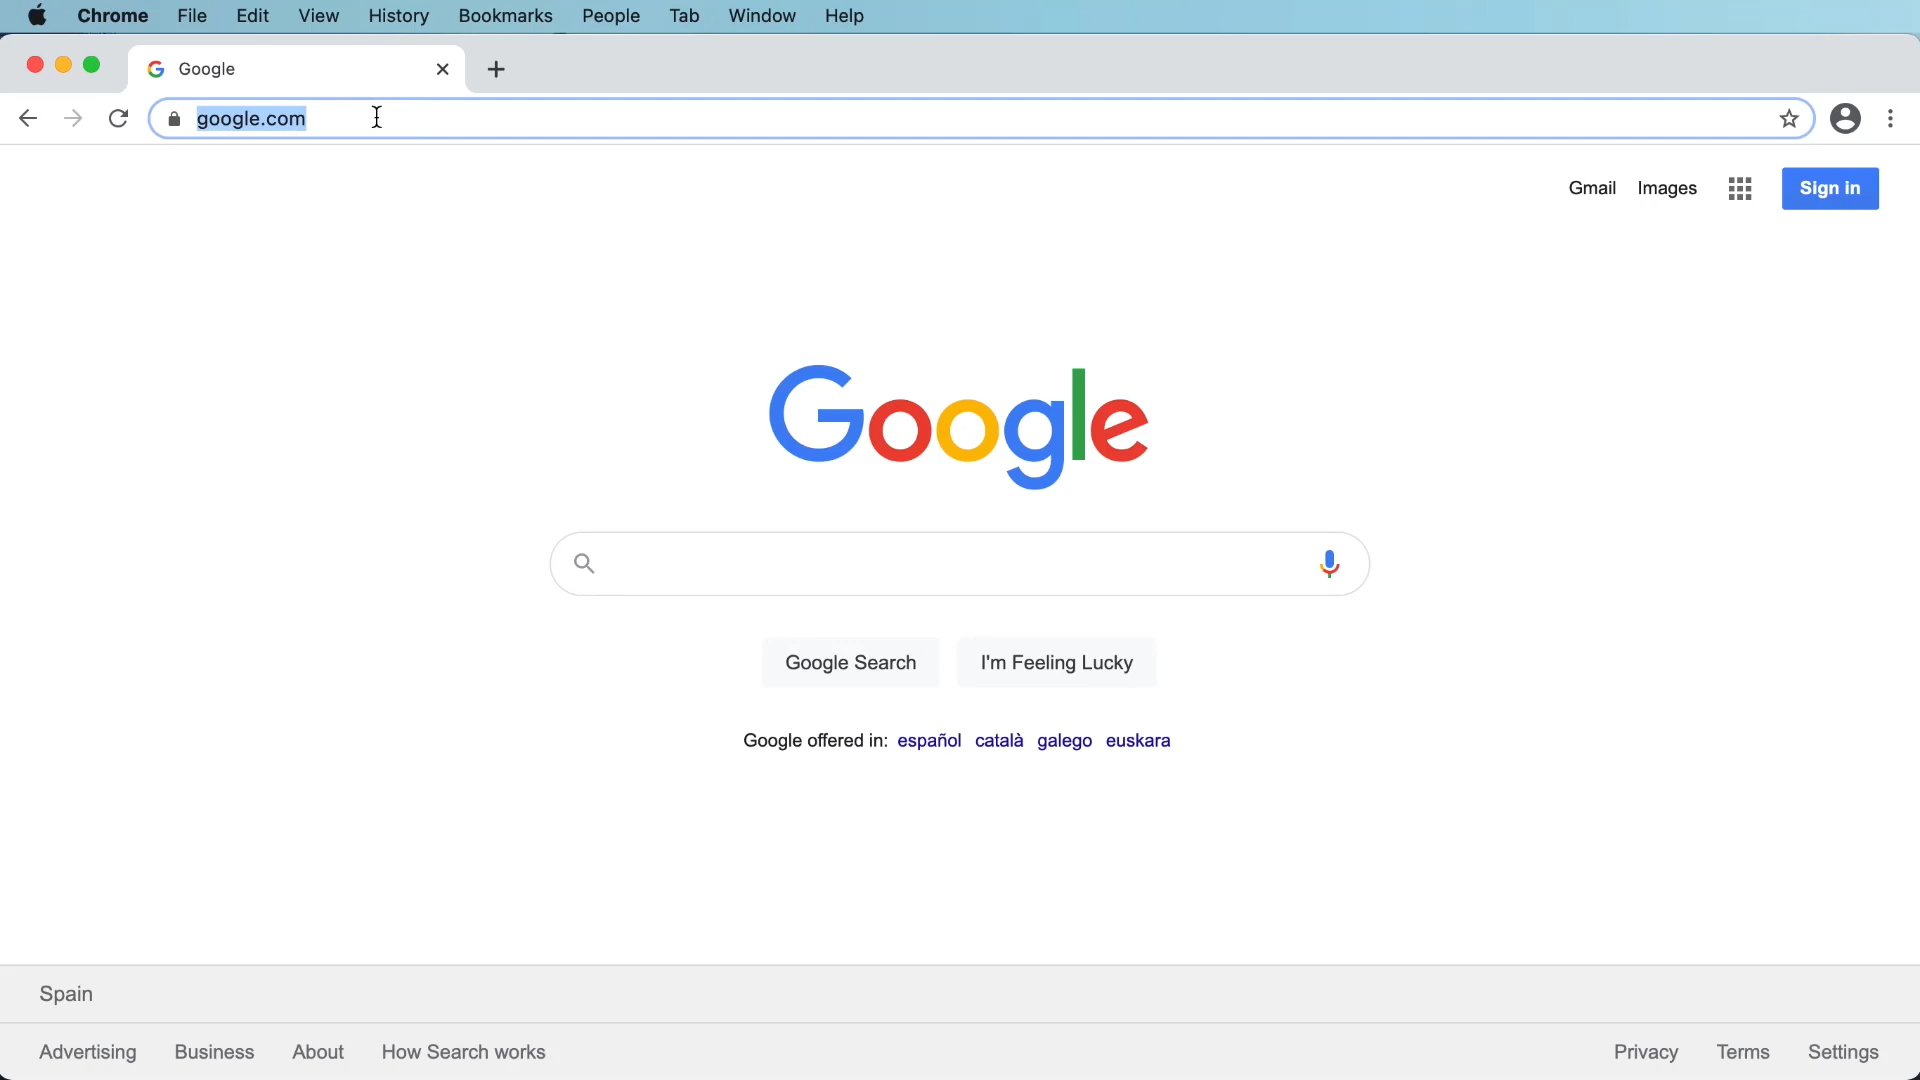 Chrome File Edit View History Bookmarks People Tab Window Help
Google
google.com
Gmail Images Sign in
Google
Google Search I'm Feeling Lucky
Google offered in: español català galego euskara
Spain
Advertising Business About How Search works Privacy Terms Settings